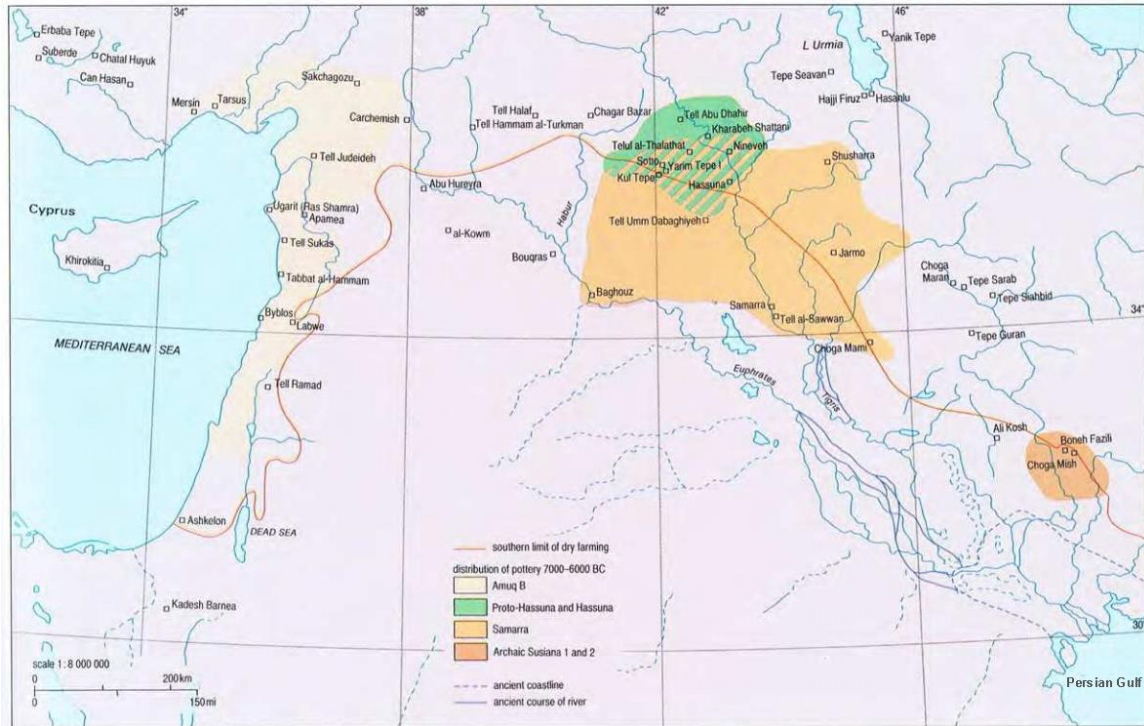 34°
38°
42°
46°
Erbaba Tepe
Suberde
Chatal Huyuk
Can Hasan
Mersin
Tarsus
Sakchagozu
Carchemish
Tell Halaf
Tell Hammam al-Turkman
Chagar Bazar
Tell Abu Dhahir
Kharabeh Shattani
Telul al-Thalathat
Nineveh
Sotto
Yarim Tepe I
Kul Tepe
Hassuna
Tell Umm Dabaghiyeh
L Urmia
Yanik Tepe
Tepe Seavan
Hajji Firuz
Hasanlu
Shusharra
Tell Judeideh
Abu Hureyra
Habur
Cyprus
Khirokitia
Ugarit (Ras Shamra)
Apamea
Tell Sukas
Tabbat al-Hammam
al-Kowm
Bouqras
Baghouz
Jarmo
Choga
Maran
Tepe Sarab
Tepe Siahbid
Samarra
Tell al-Sawwan
Choga Mami
Tepe Guran
34°
Byblos
Labwe
MEDITERRANEAN SEA
Tell Ramad
Euphrates
Tigris
Ali Kosh
Boneh Fazili
Choga Mish
Ashkelon
DEAD SEA
Kadesh Barnea
30°
Persian Gulf
southern limit of dry farming
distribution of pottery 7000–6000 BC
Amuq B
Proto-Hassuna and Hassuna
Samarra
Archaic Susiana 1 and 2
ancient coastline
ancient course of river
scale 1:8 000 000
0
200km
0
150mi